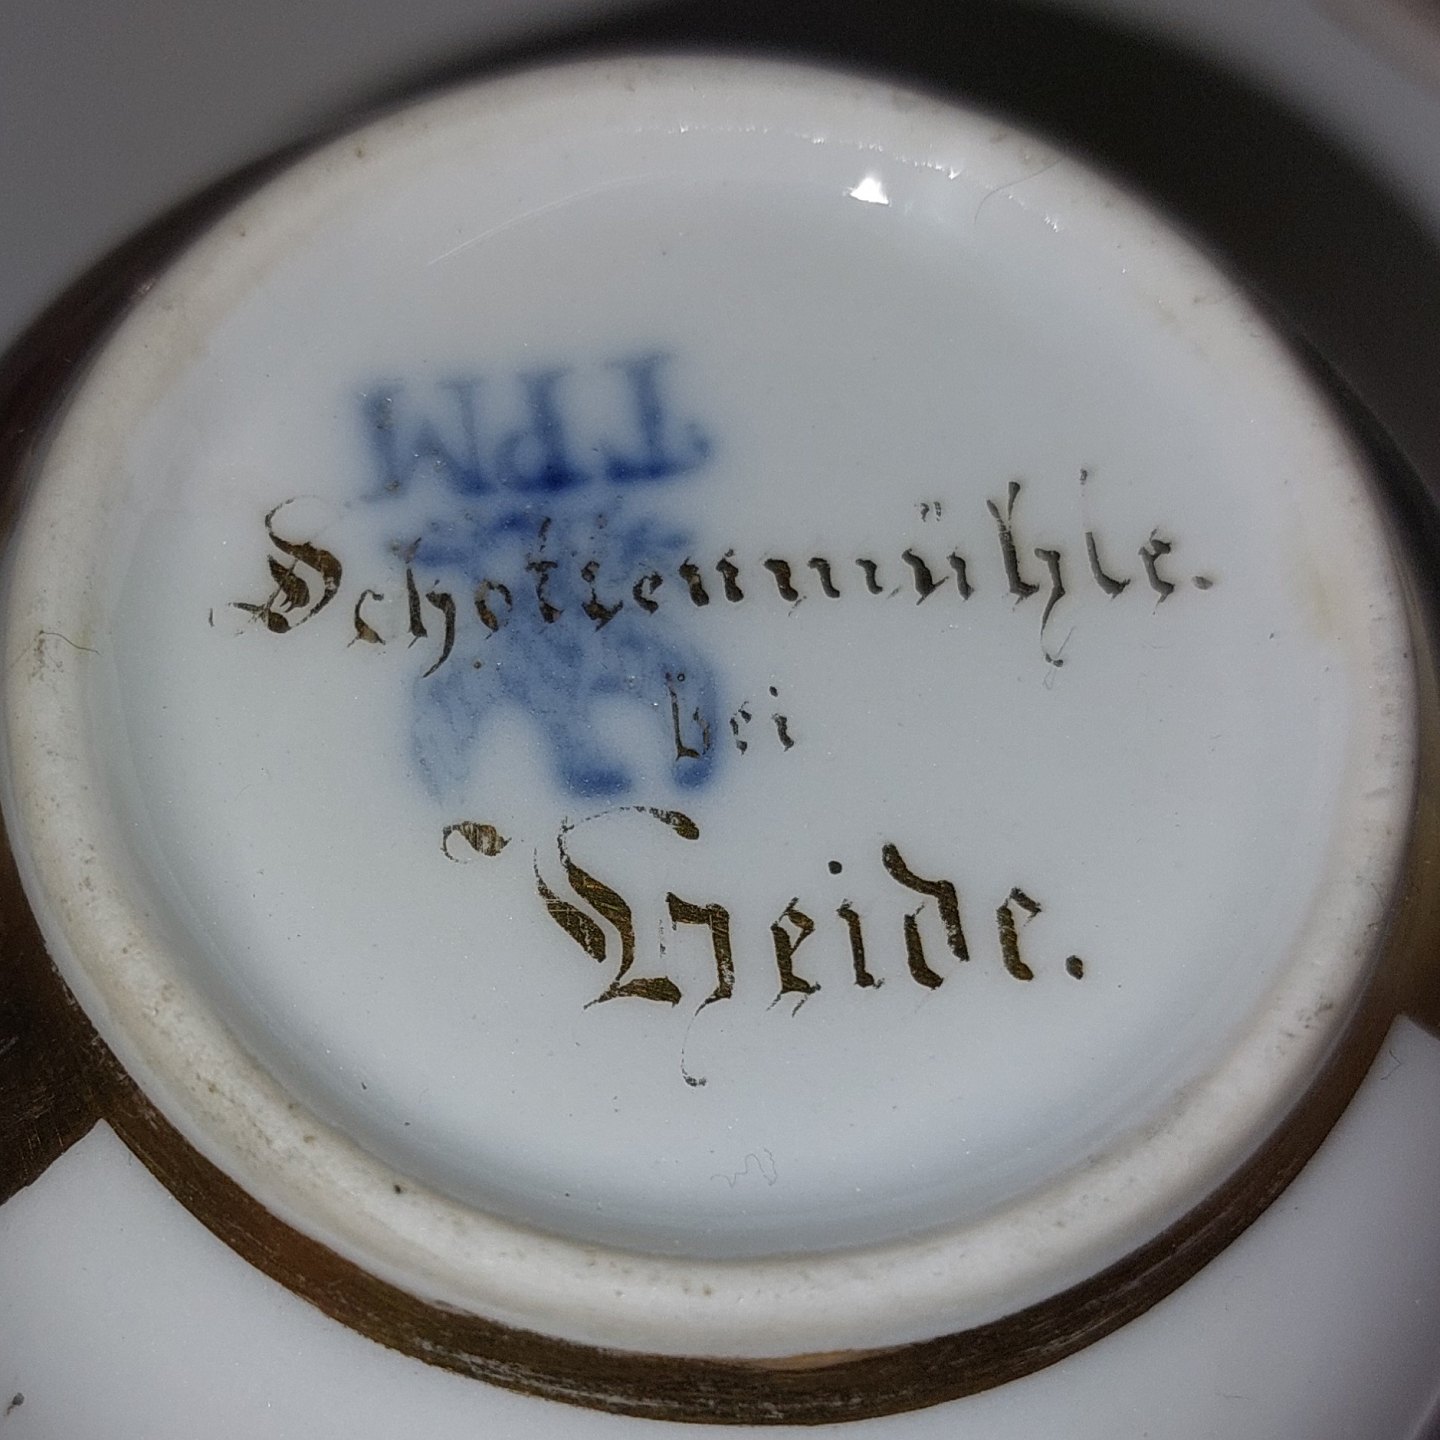 TPM
Schottenmühle.
bei
Heide.